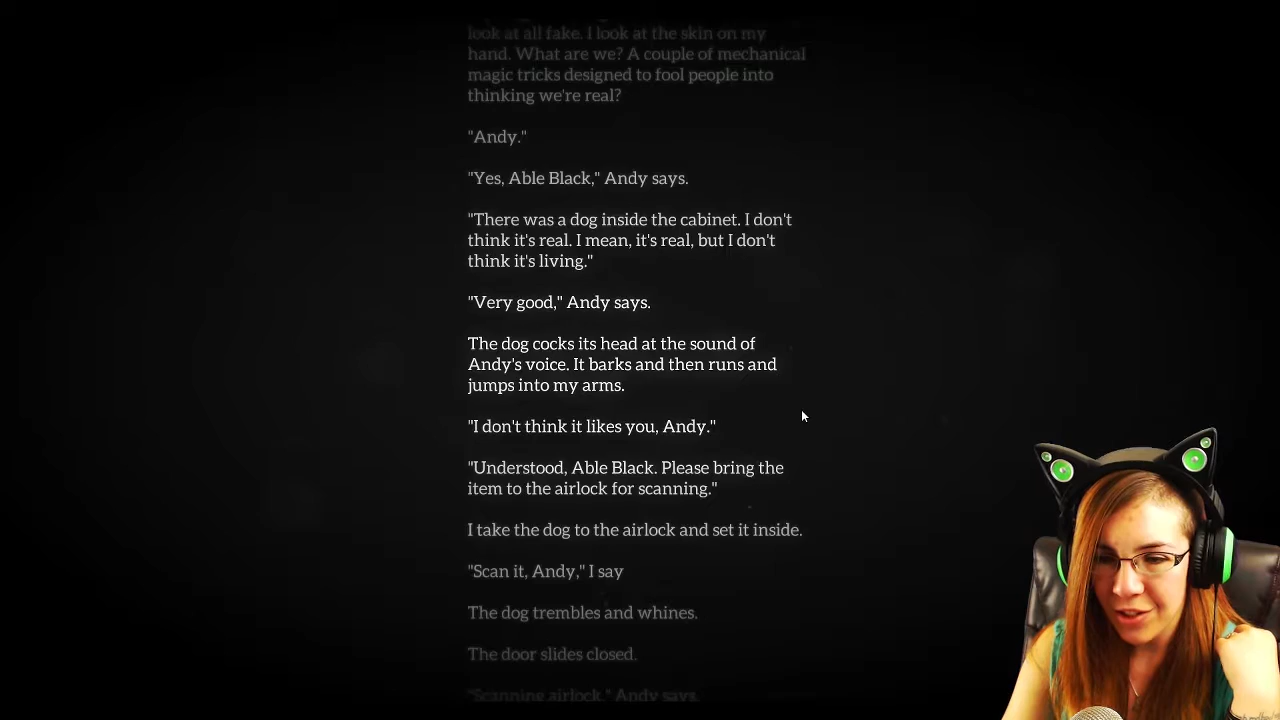 look at all fake. I look at the skin on my
hand. What are we? A couple of mechanical
magic tricks designed to fool people into
thinking we're real?
"Andy."
"Yes, Able Black," Andy says.
"There was a dog inside the cabinet. I don't
think it's real. I mean, it's real, but I don't
think it's living."
"Very good," Andy says.
The dog cocks its head at the sound of
Andy's voice. It barks and then runs and
jumps into my arms.
"I don't think it likes you, Andy."
"Understood, Able Black. Please bring the
item to the airlock for scanning."
I take the dog to the airlock and set it inside.
"Scan it, Andy," I say
The dog trembles and whines.
The door slides closed.
"Scanning airlock," Andy says.